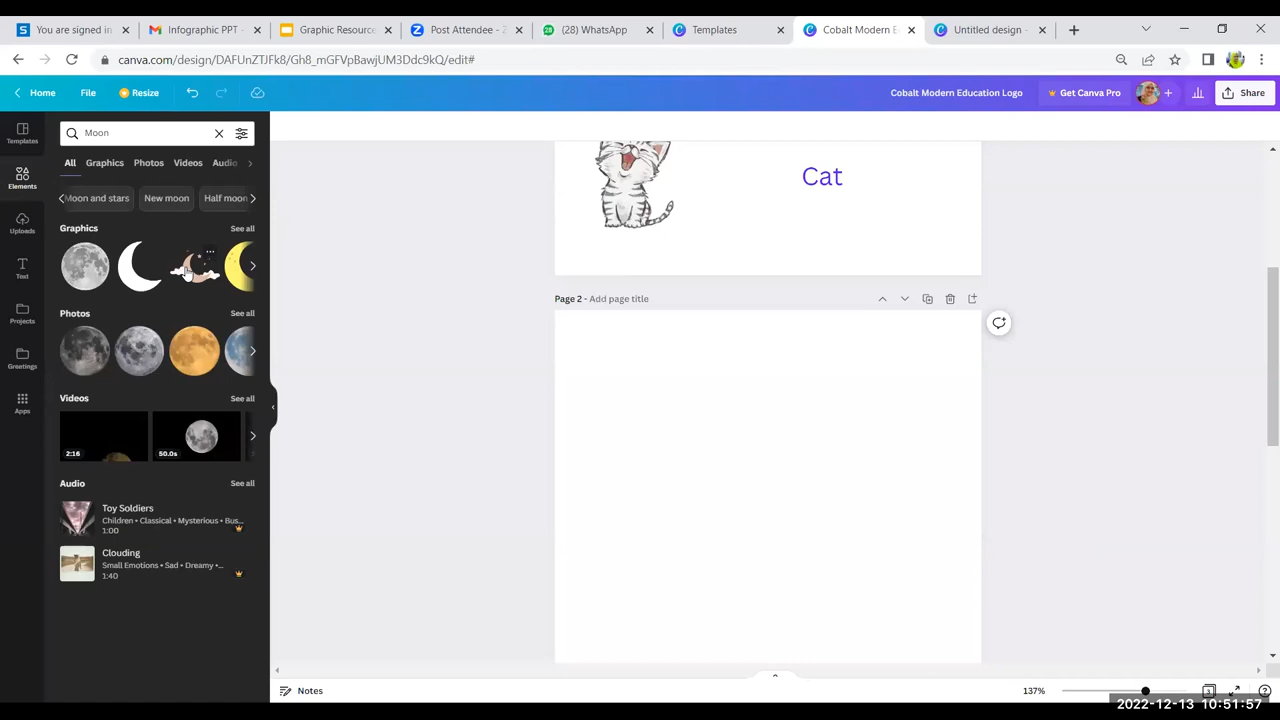 You are signed in
Infographic PPT -
Graphic Resource
Post Attendee - Z
(28) WhatsApp
Templates
Cobalt Modern E
Untitled design -
canva.com/design/DAFUnZTJFk8/Gh8_mGFVpBawjUM3Ddc9kQ/edit#
Home
File
Resize
Cobalt Modern Education Logo
Get Canva Pro
Share
Templates
Elements
Uploads
Text
Projects
Greetings
Apps
Moon
All
Graphics
Photos
Videos
Audio
Moon and stars
New moon
Half moon
Graphics
See all
Photos
See all
Videos
See all
2:16
50.0s
Audio
See all
Toy Soldiers
Children • Classical • Mysterious • Bus...
1:00
Clouding
Small Emotions • Sad • Dreamy •...
1:40
Cat
Page 2 - Add page title
Notes
137%
3
2022-12-13 10:51:57